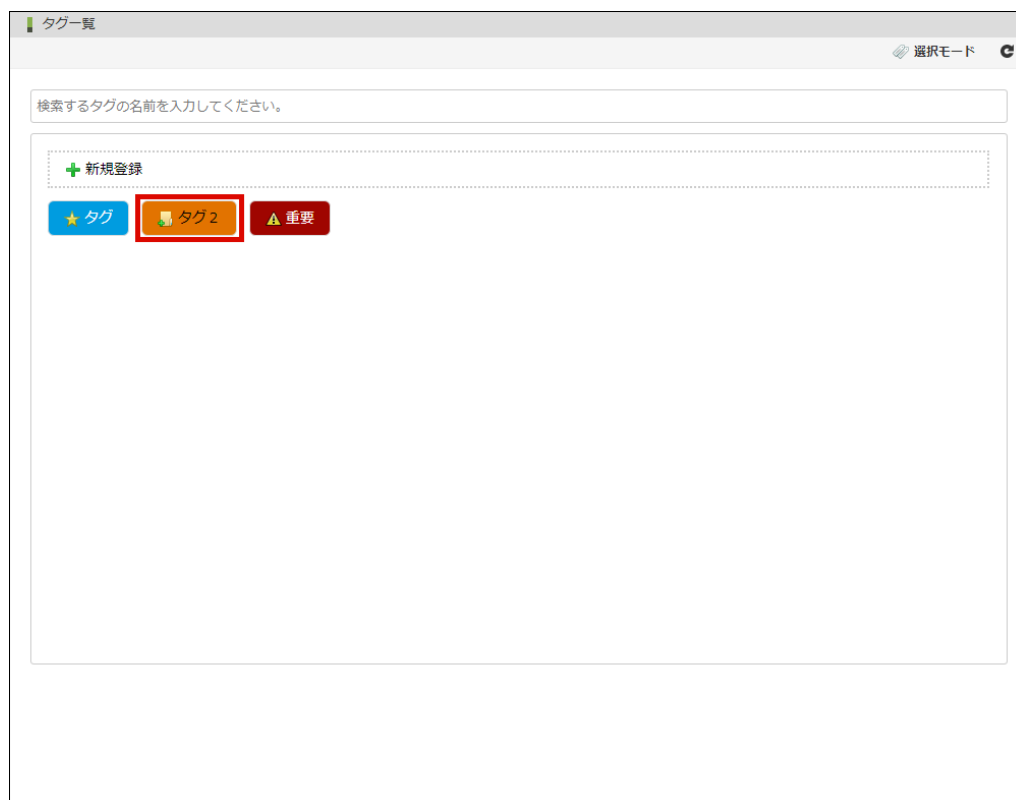 タグ一覧
選択モード
検索するタグの名前を入力してください。
新規登録
タグ タグ2 重要